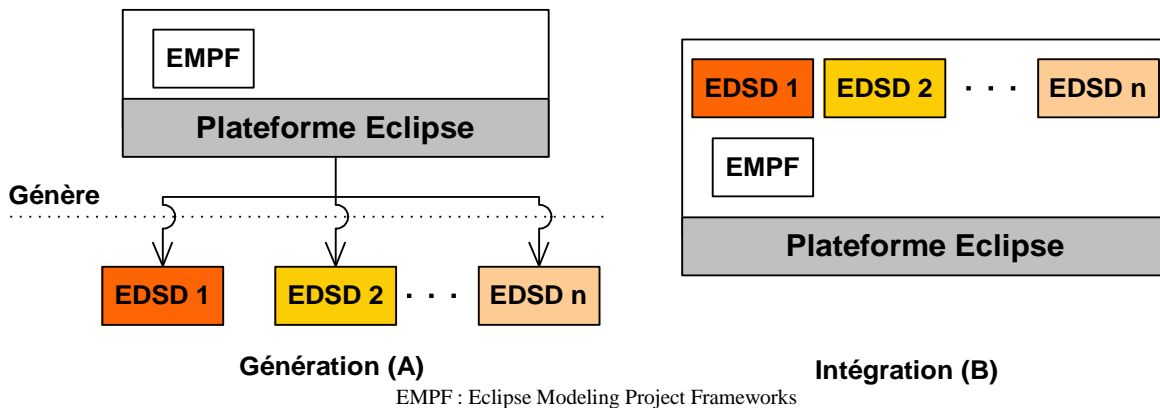 EMPF
Plateforme Eclipse
Génère
EDSD 1
EDSD 2
. . .
EDSD n
Génération (A)
EDSD 1
EDSD 2
. . .
EDSD n
EMPF
Plateforme Eclipse
Intégration (B)
EMPF : Eclipse Modeling Project Frameworks